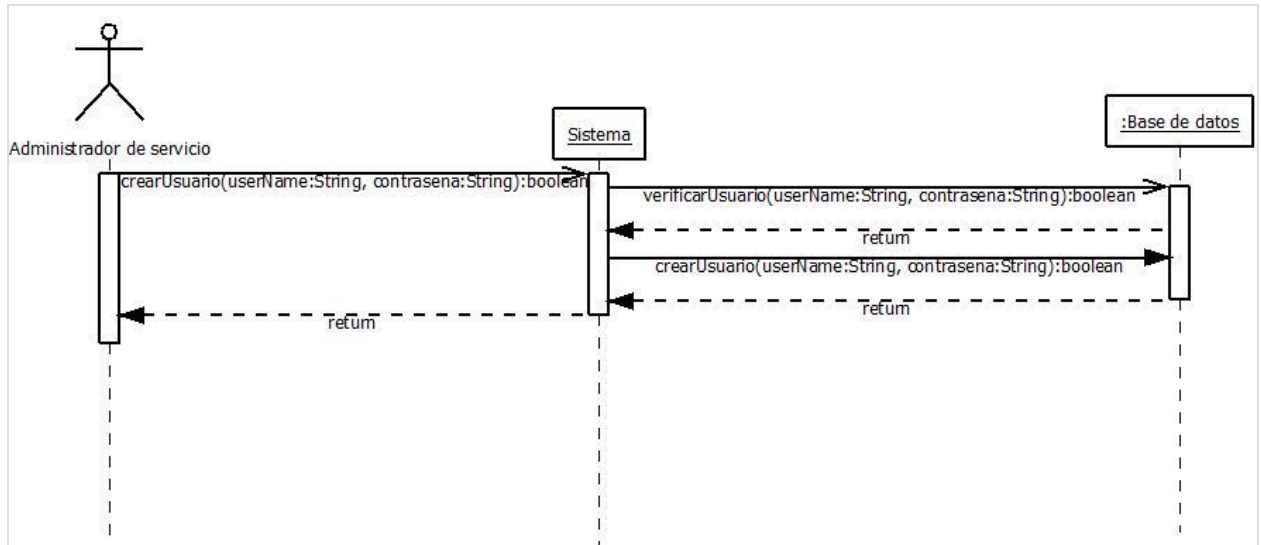 Sistema
:Base de datos
Administrador de servicio
crearUsuario(userName:String, contrasena:String):boolean
verificarUsuario(userName:String, contrasena:String):boolean
return
crearUsuario(userName:String, contrasena:String):boolean
return
return